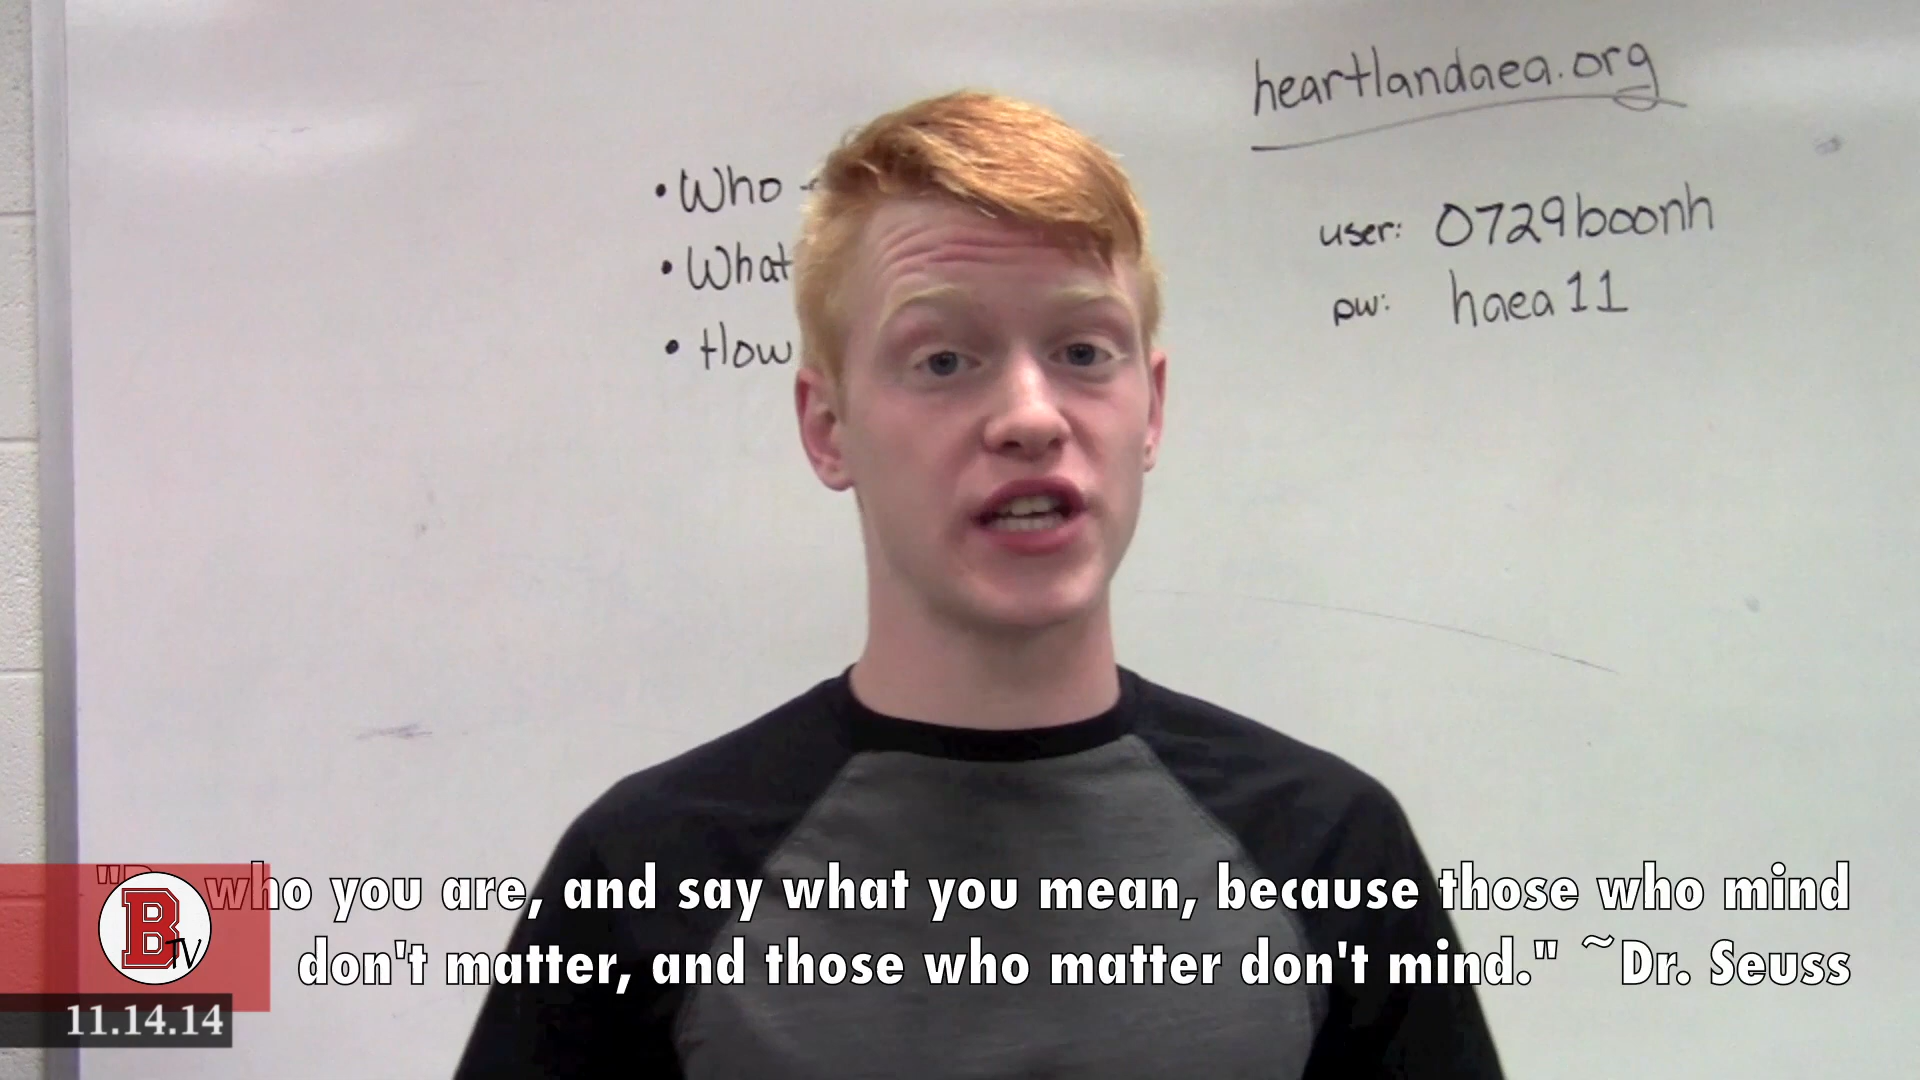 heartlandaea.org
• Who -
• What
• How
user: 0729boonh
pw: haea11
who you are, and say what you mean, because those who mind
don't matter, and those who matter don't mind." ~Dr. Seuss
B TV
11.14.14